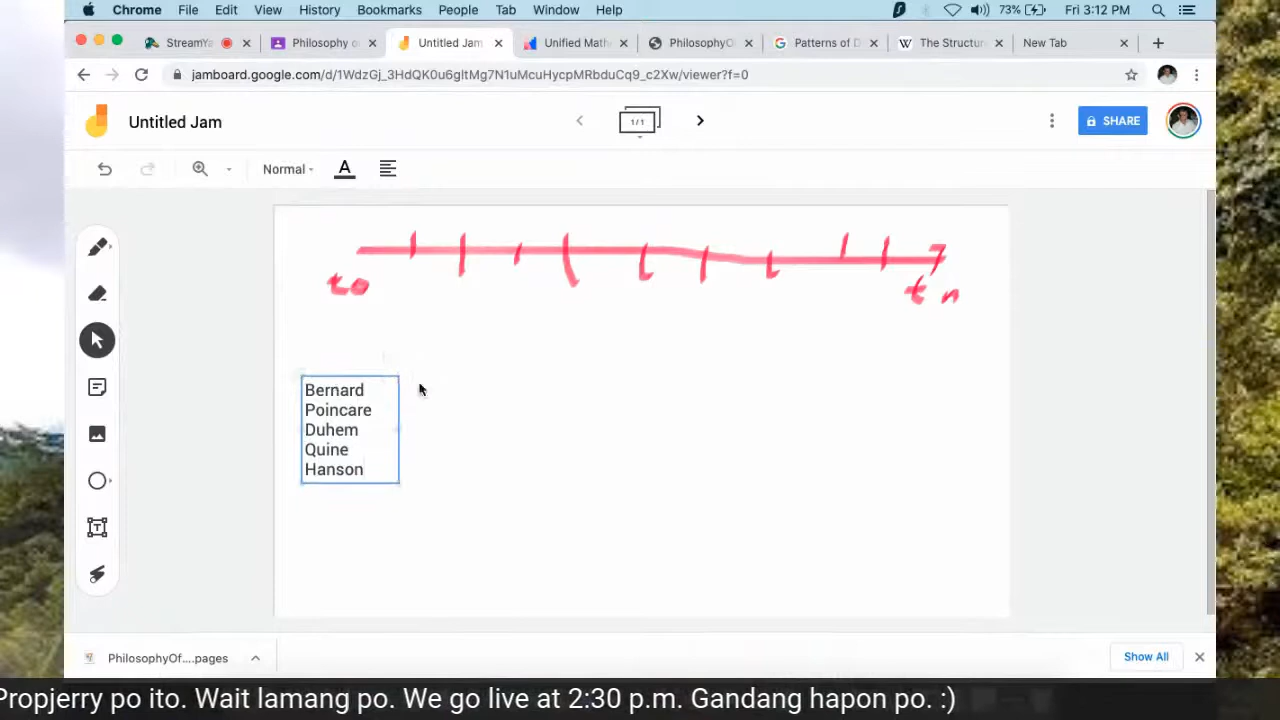 Chrome File Edit View History Bookmarks People Tab Window Help 73% Fri 3:12 PM
StreamYa Philosophy o Untitled Jam Unified Math PhilosophyO Patterns of D The Structur New Tab
jamboard.google.com/d/1WdzGj_3HdQK0u6gltMg7N1uMcuHycpMRbduCq9_c2Xw/viewer?f=0
Untitled Jam 1/1 SHARE
Normal A
to tn
Bernard
Poincare
Duhem
Quine
Hanson
PhilosophyOf....pages Show All
Propjerry po ito. Wait lamang po. We go live at 2:30 p.m. Gandang hapon po. :)